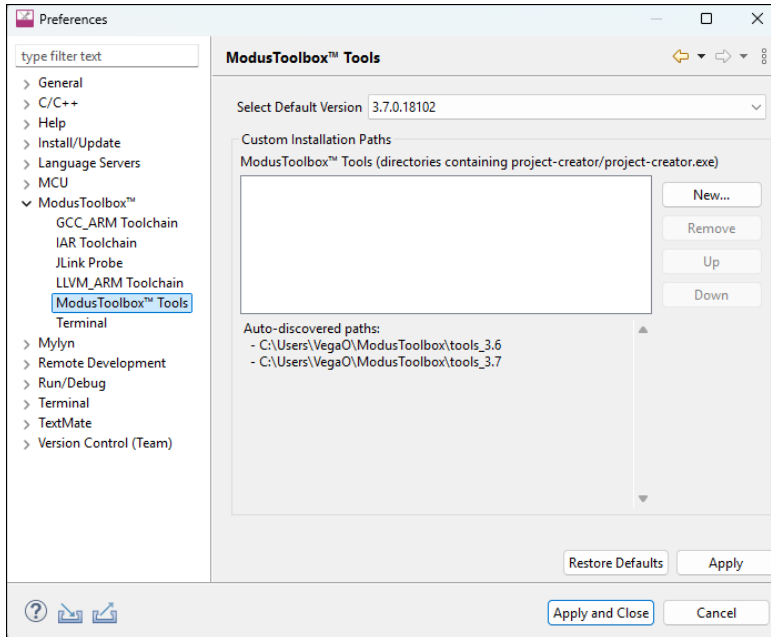 Preferences
type filter text
General
C/C++
Help
Install/Update
Language Servers
MCU
ModusToolbox™
GCC_ARM Toolchain
IAR Toolchain
JLink Probe
LLVM_ARM Toolchain
ModusToolbox™ Tools
Terminal
Mylyn
Remote Development
Run/Debug
Terminal
TextMate
Version Control (Team)
ModusToolbox™ Tools
Select Default Version 3.7.0.18102
Custom Installation Paths
ModusToolbox™ Tools (directories containing project-creator/project-creator.exe)
New...
Remove
Up
Down
Auto-discovered paths:
- C:\Users\VegaO\ModusToolbox\tools_3.6
- C:\Users\VegaO\ModusToolbox\tools_3.7
Restore Defaults Apply
Apply and Close Cancel